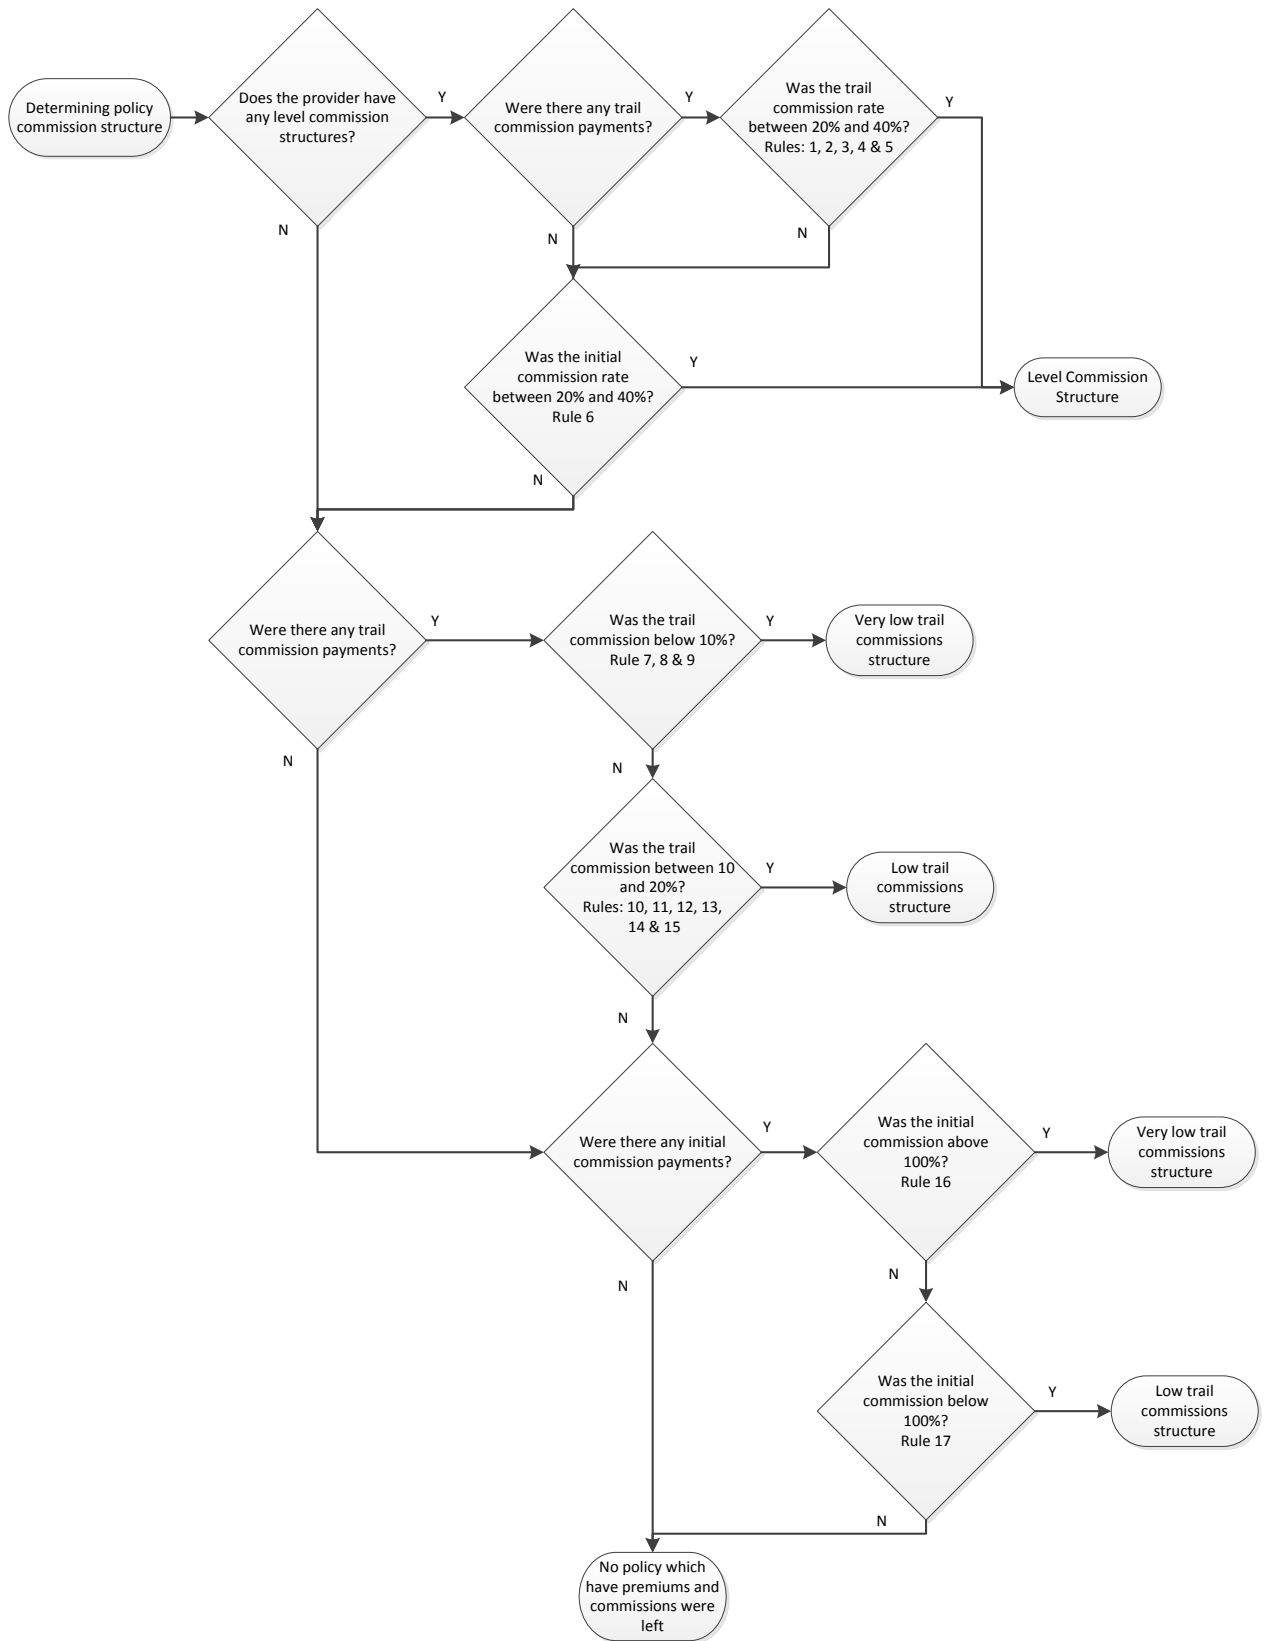 Determining policy
commission structure
Does the provider have
any level commission
structures?
Y
N
Were there any trail
commission payments?
Y
N
Was the trail
commission rate
between 20% and 40%?
Rules: 1, 2, 3, 4 & 5
Y
N
Was the initial
commission rate
between 20% and 40%?
Rule 6
Y
N
Level Commission
Structure
Were there any trail
commission payments?
Y
N
Was the trail
commission below 10%?
Rule 7, 8 & 9
Y
N
Very low trail
commissions
structure
Was the trail
commission between 10
and 20%?
Rules: 10, 11, 12, 13,
14 & 15
Y
N
Low trail
commissions
structure
Were there any initial
commission payments?
Y
N
Was the initial
commission above
100%?
Rule 16
Y
N
Very low trail
commissions
structure
Was the initial
commission below
100%?
Rule 17
Y
N
Low trail
commissions
structure
No policy which
have premiums and
commissions were
left